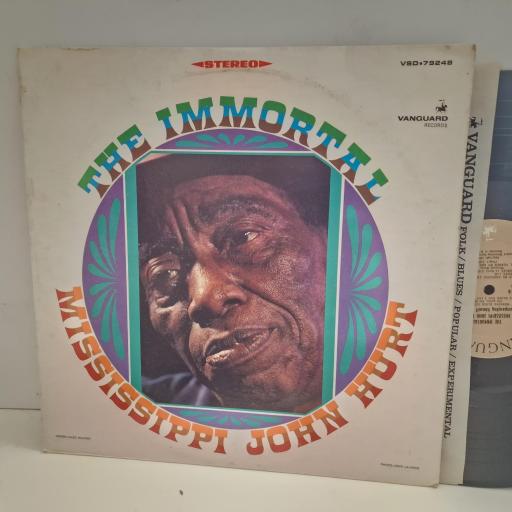 STEREO
VSD•79248
VANGUARD
RECORDS
THE IMMORTAL
MISSISSIPPI JOHN HURT
VANGUARD FOLK / BLUES / POPULAR / EXPERIMENTAL